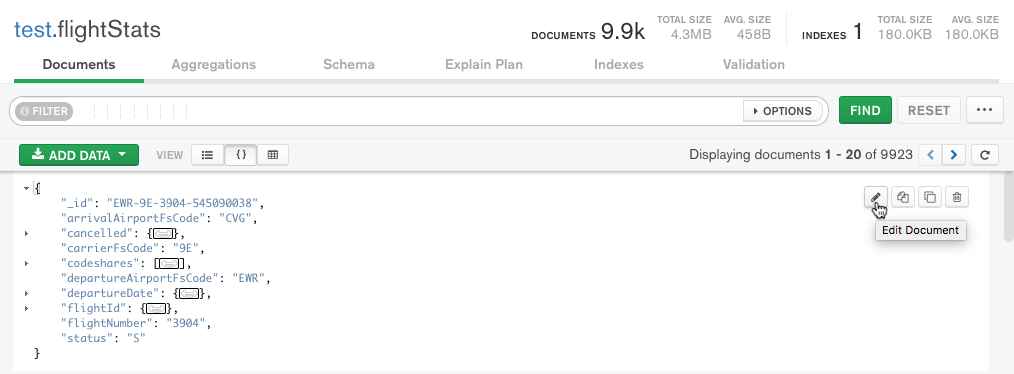 test.flightStats
DOCUMENTS 9.9k TOTAL SIZE 4.3MB AVG. SIZE 458B INDEXES 1 TOTAL SIZE 180.0KB AVG. SIZE 180.0KB
Documents Aggregations Schema Explain Plan Indexes Validation
FILTER OPTIONS FIND RESET ...
ADD DATA VIEW {} Displaying documents 1 - 20 of 9923
{
"_id": "EWR-9E-3904-545090038",
"arrivalAirportFsCode": "CVG",
"cancelled": {},
"carrierFsCode": "9E",
"codeshares": [],
"departureAirportFsCode": "EWR",
"departureDate": {},
"flightId": {},
"flightNumber": "3904",
"status": "S"
}
Edit Document